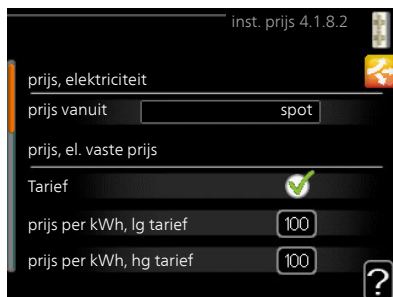 inst. prijs 4.1.8.2
prijs, elektriciteit
prijs vanuit spot
prijs, el. vaste prijs
Tarief
prijs per kWh, lg tarief 100
prijs per kWh, hg tarief 100
?